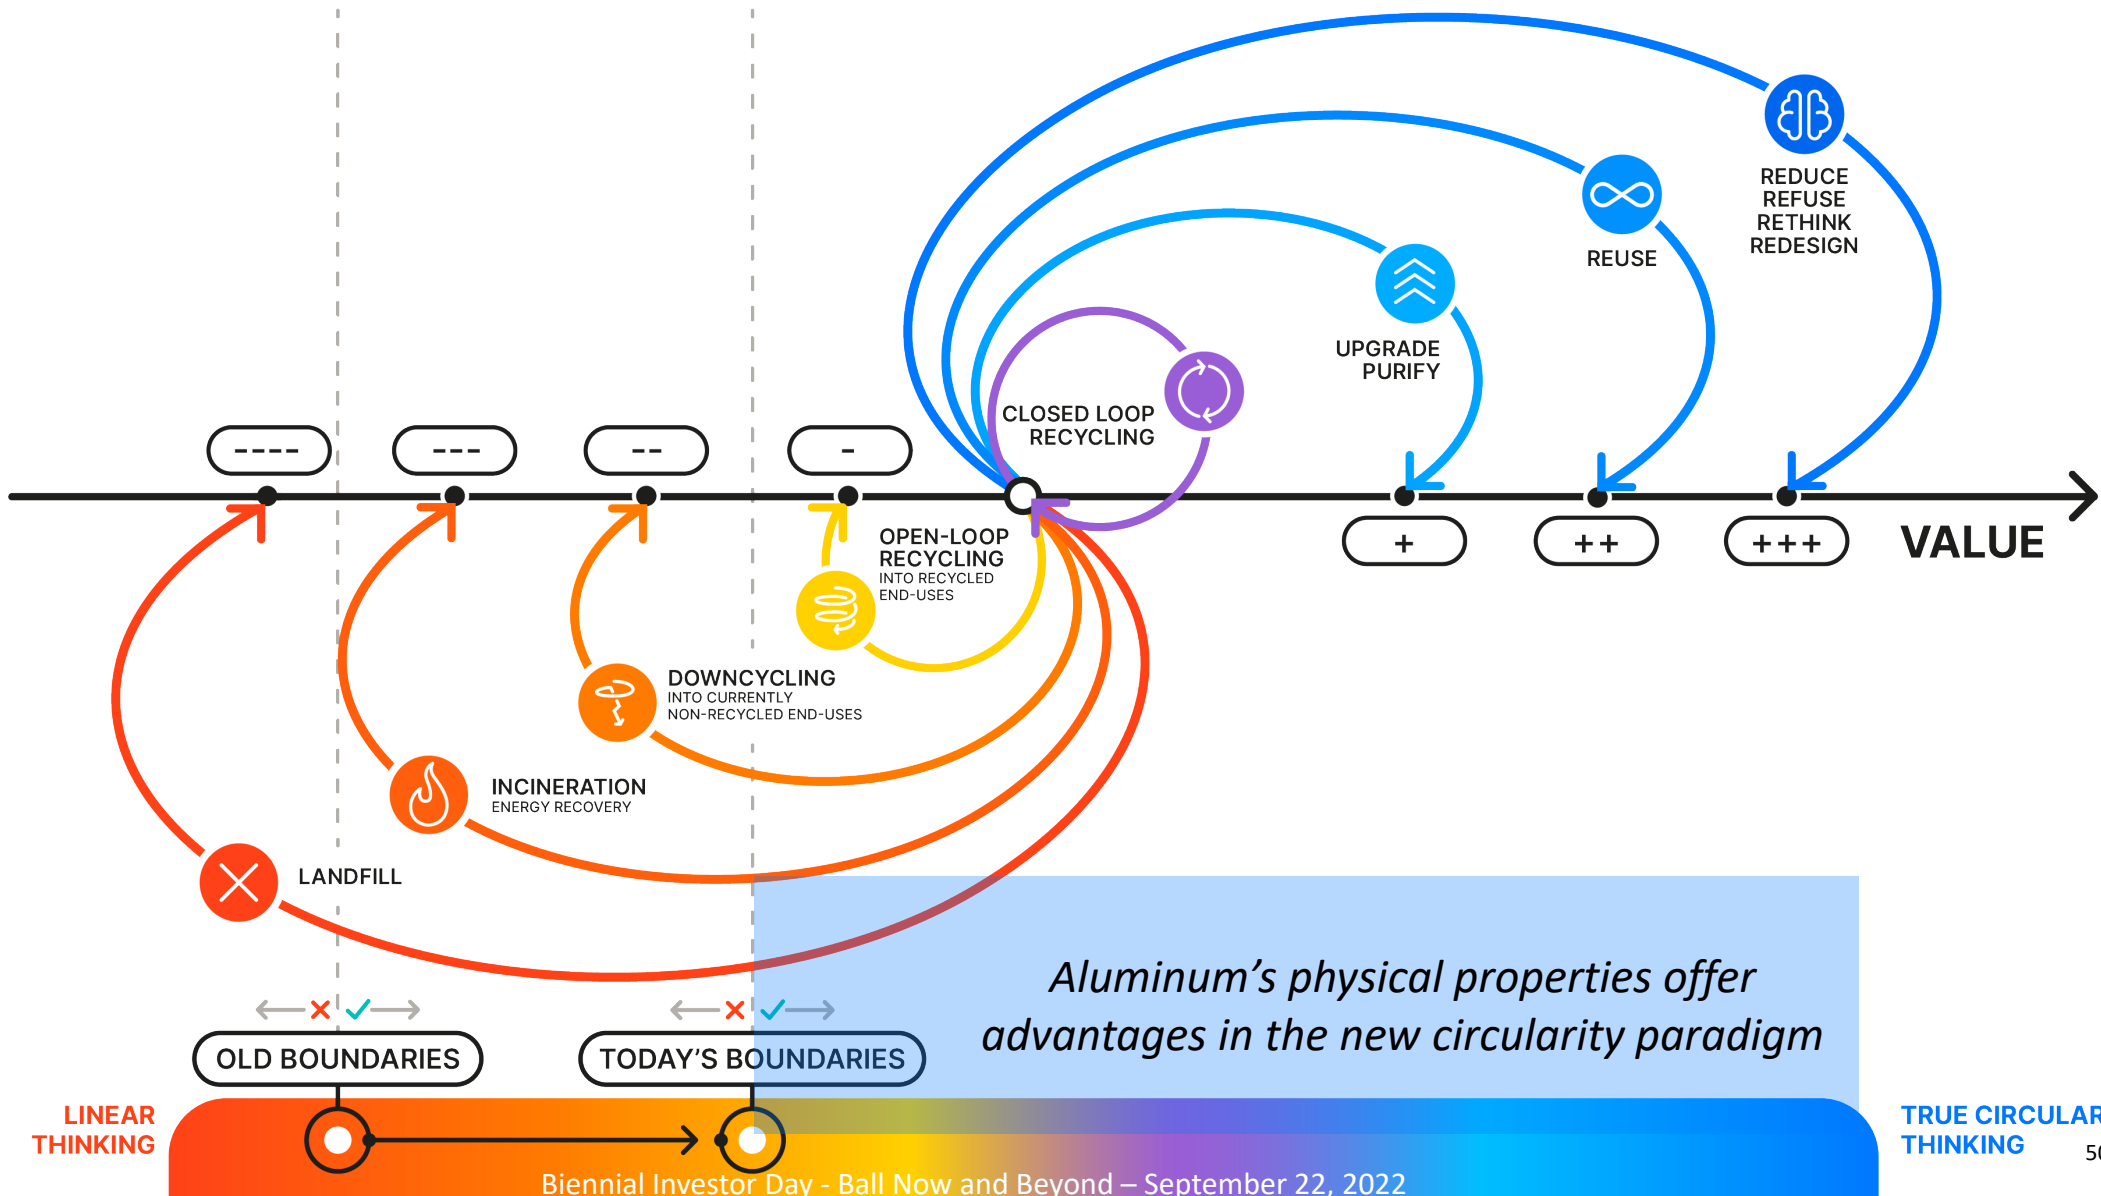 REDUCE
REFUSE
RETHINK
REDESIGN
REUSE
UPGRADE
PURIFY
CLOSED LOOP
RECYCLING
----
---
--
-
+
++
+++
VALUE
OPEN-LOOP
RECYCLING
INTO RECYCLED
END-USES
DOWNCYCLING
INTO CURRENTLY
NON-RECYCLED END-USES
INCINERATION
ENERGY RECOVERY
LANDFILL
Aluminum’s physical properties offer
advantages in the new circularity paradigm
OLD BOUNDARIES
TODAY’S BOUNDARIES
LINEAR
THINKING
TRUE CIRCULAR
THINKING
50
Biennial Investor Day - Ball Now and Beyond – September 22, 2022